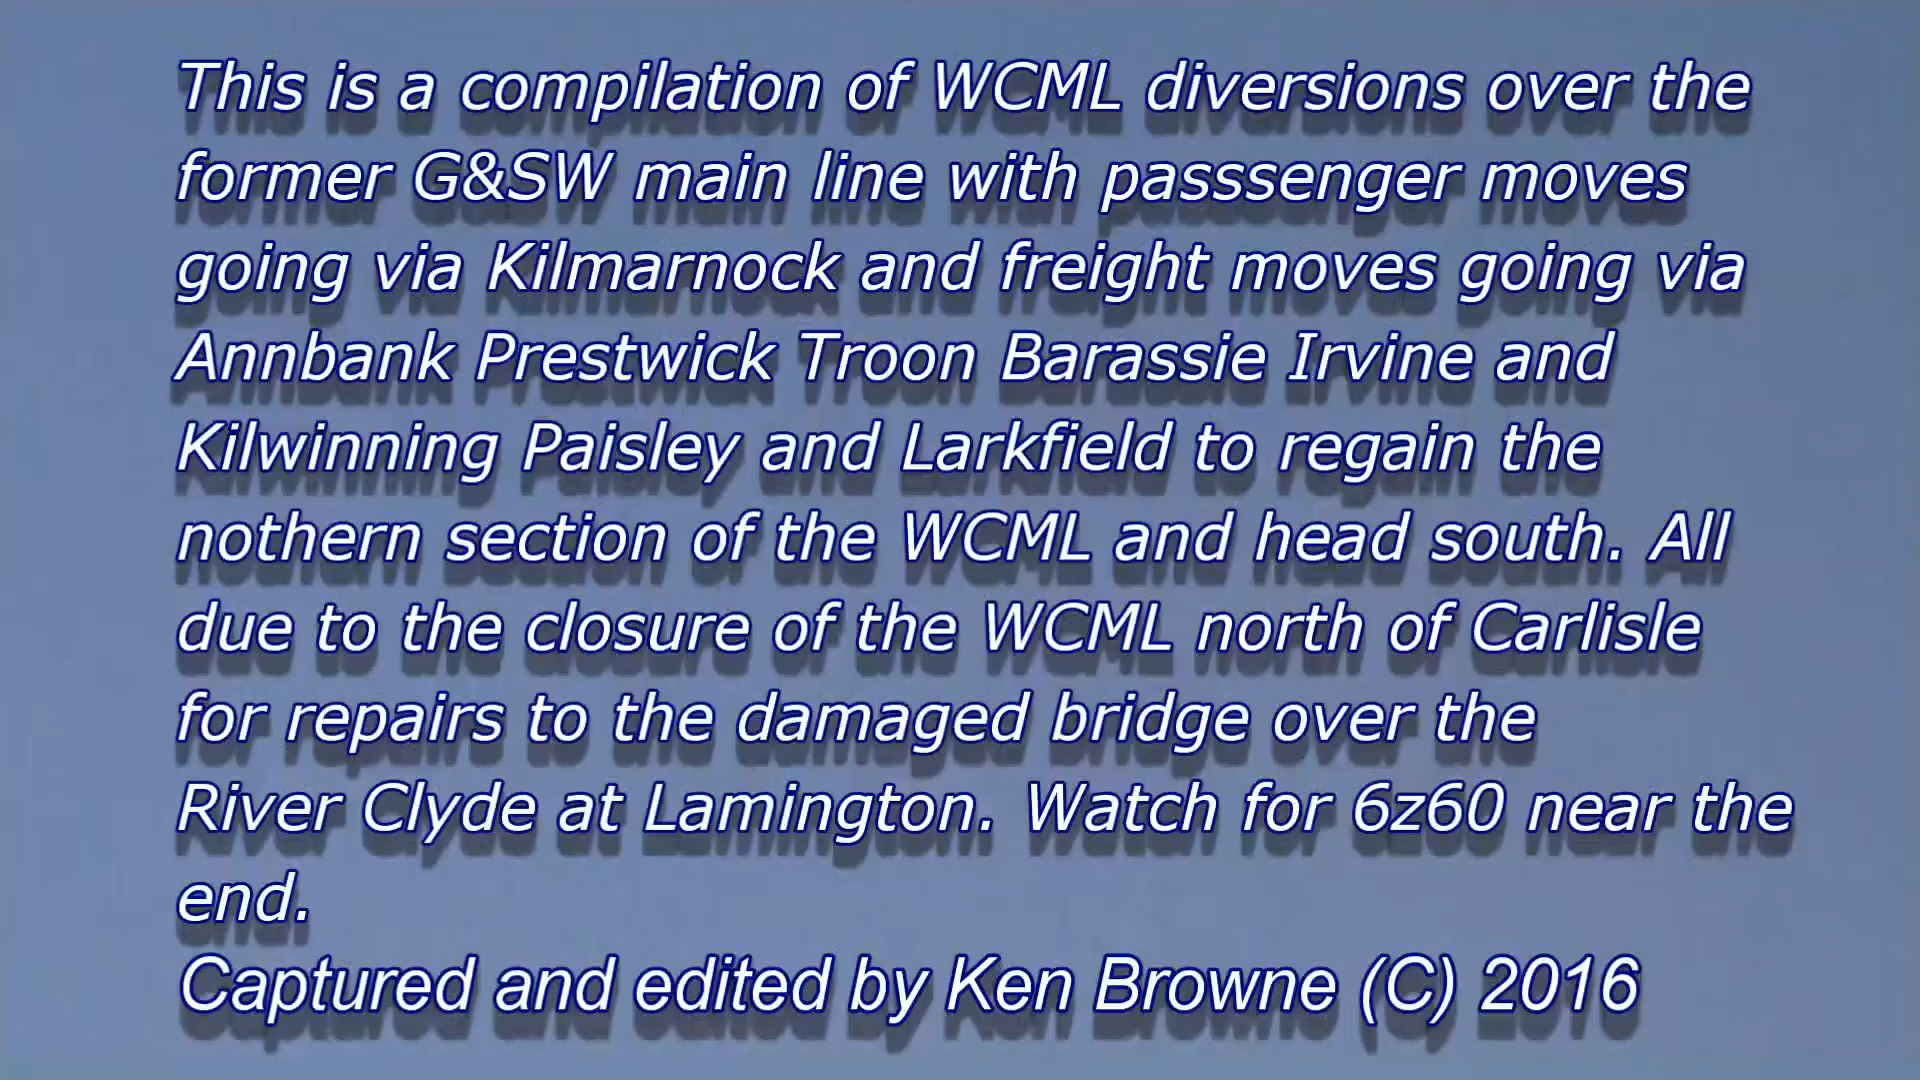 This is a compilation of WCML diversions over the
former G&SW main line with passsenger moves
going via Kilmarnock and freight moves going via
Annbank Prestwick Troon Barassie Irvine and
Kilwinning Paisley and Larkfield to regain the
nothern section of the WCML and head south. All
due to the closure of the WCML north of Carlisle
for repairs to the damaged bridge over the
River Clyde at Lamington. Watch for 6z60 near the
end.
Captured and edited by Ken Browne (C) 2016